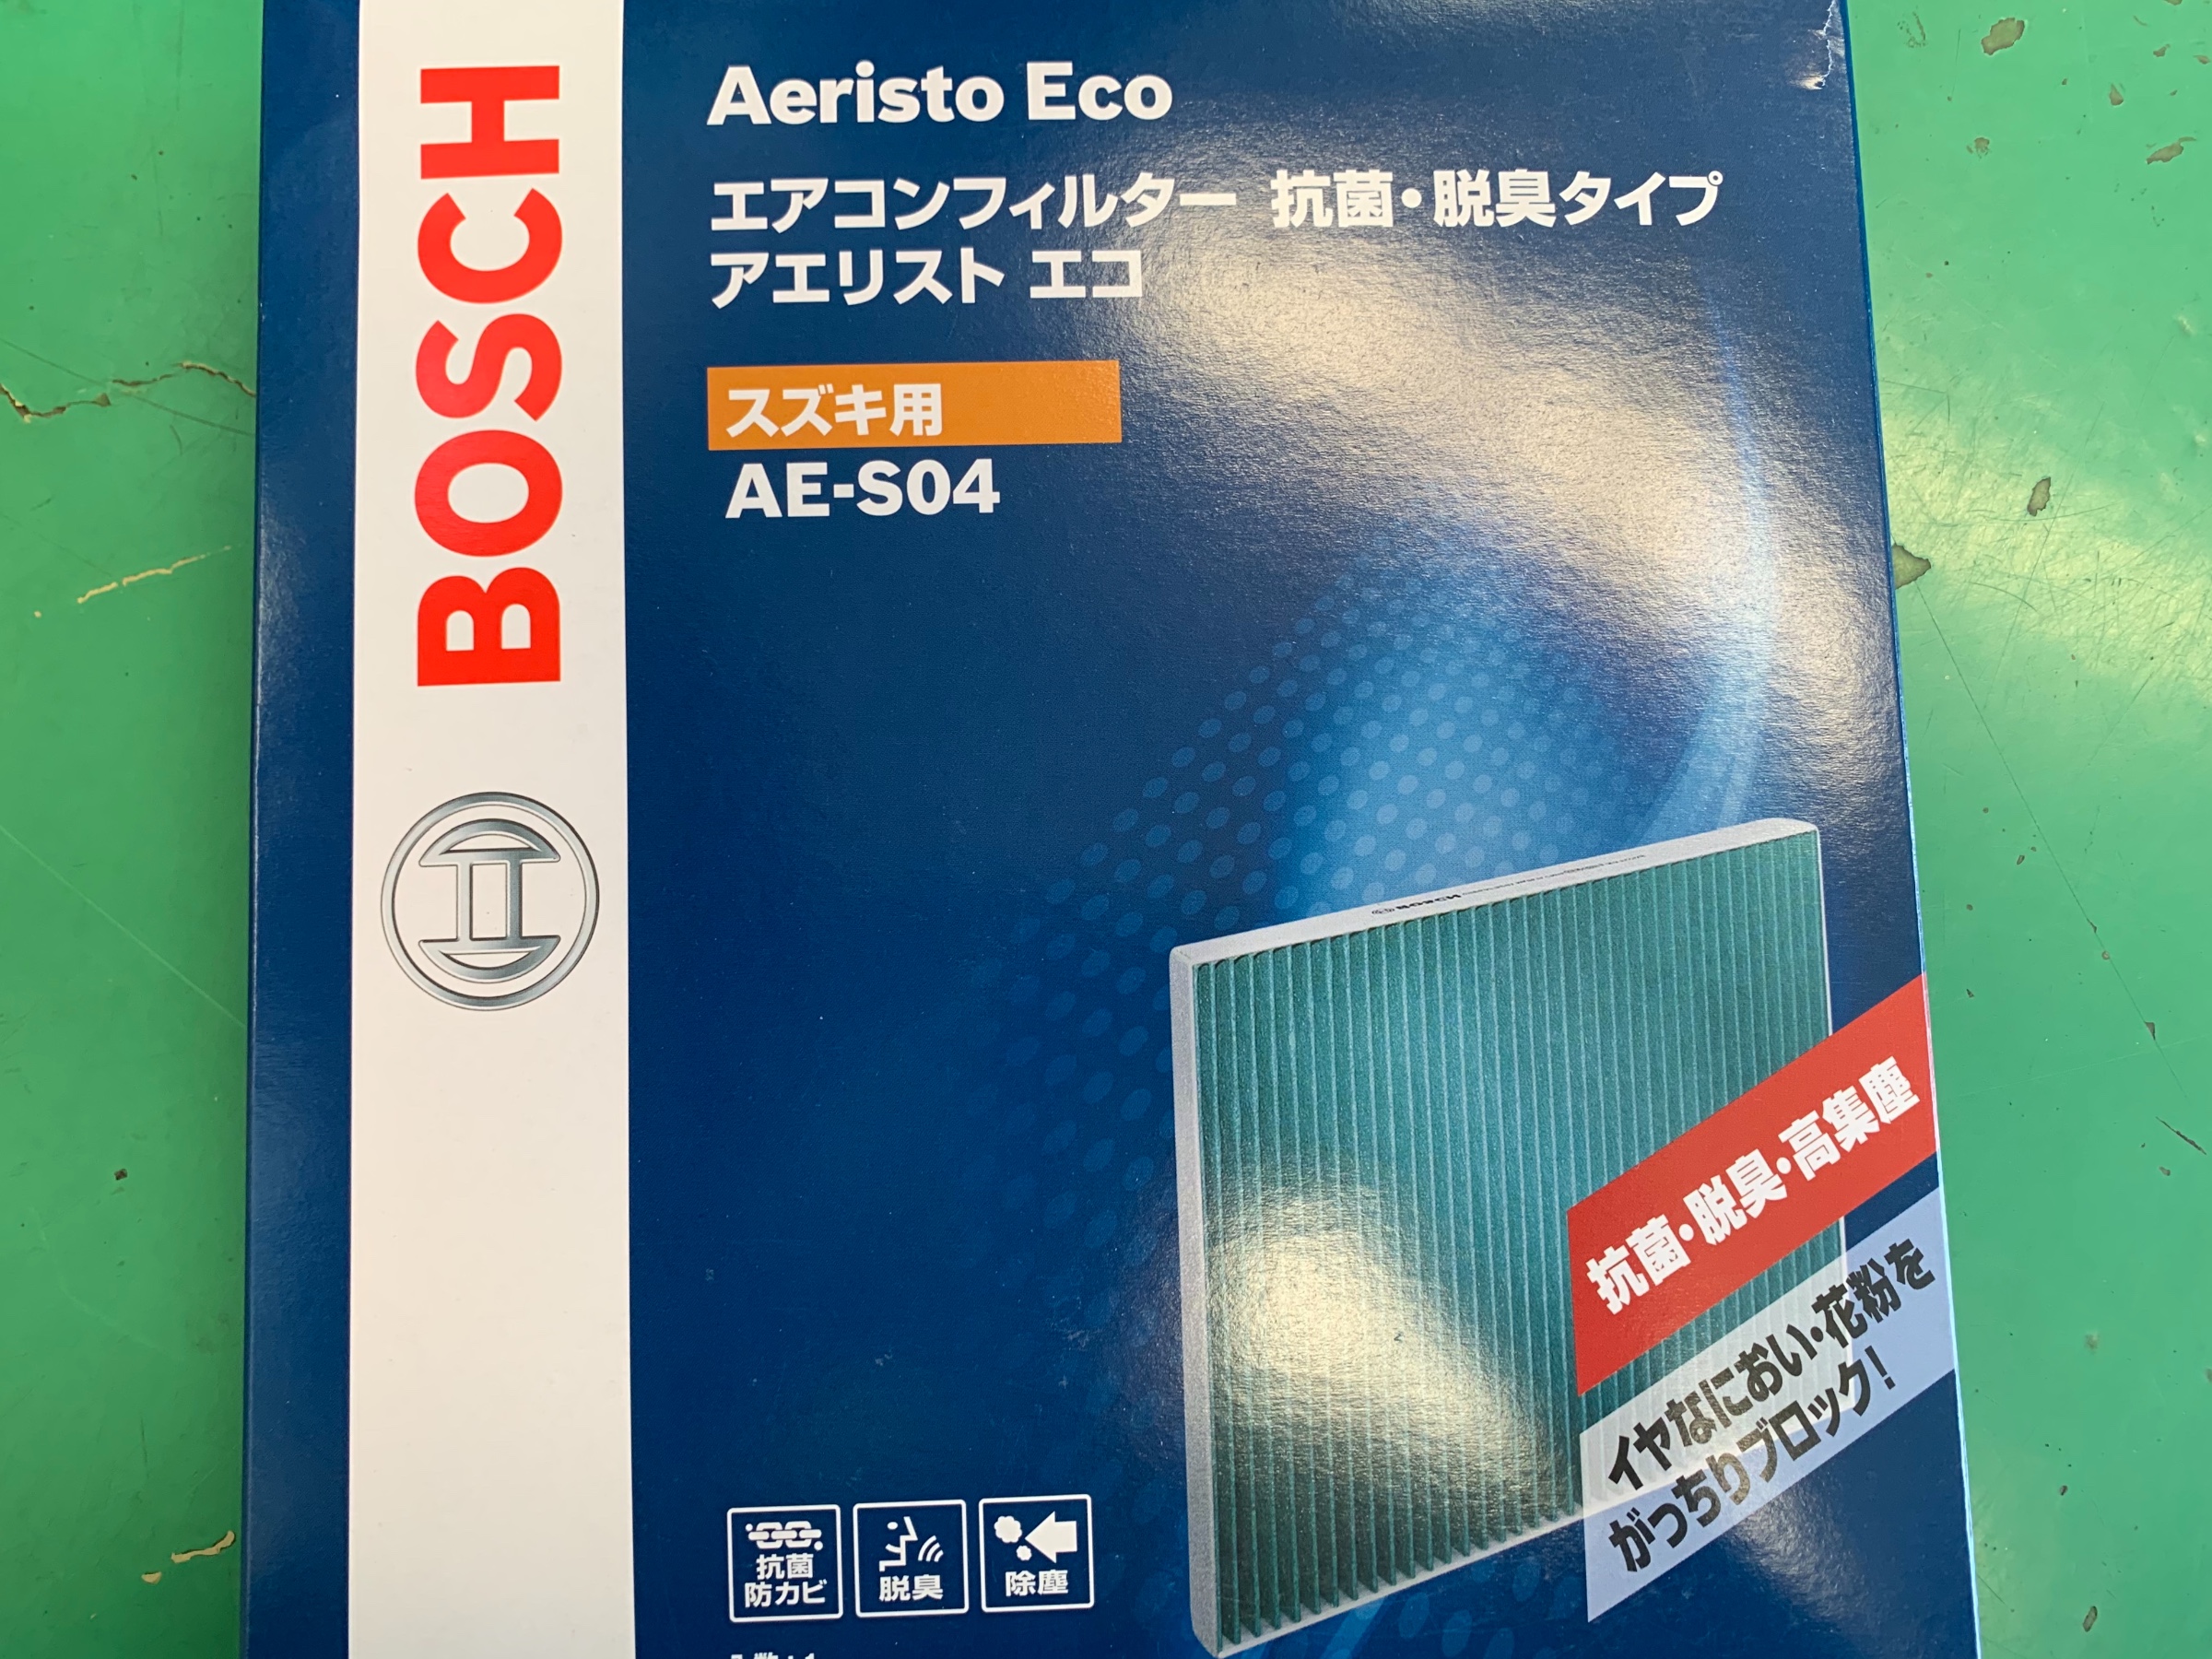 BOSCH
Aeristo Eco
エアコンフィルター 抗菌・脱臭タイプ
アエリスト エコ
スズキ用
AE-S04
BOSCH
抗菌・脱臭・高集塵
イヤなにおい・花粉を
がっちりブロック!
抗菌
防カビ
脱臭
除塵